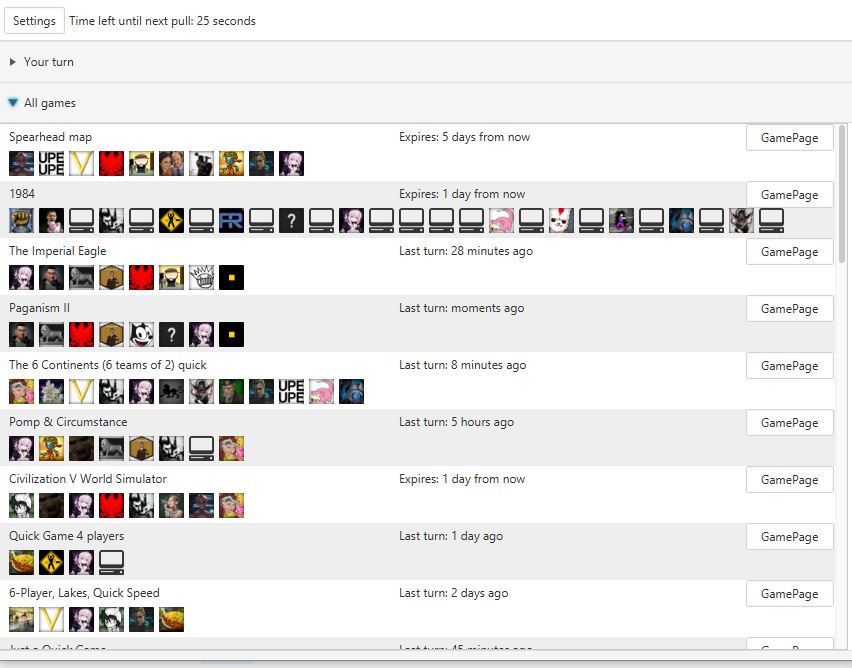 Settings Time left until next pull: 25 seconds
Your turn
All games
Spearhead map Expires: 5 days from now GamePage
UPE UPE
1984 Expires: 1 day from now GamePage
FR ?
The Imperial Eagle Last turn: 28 minutes ago GamePage
Paganism II Last turn: moments ago GamePage
?
The 6 Continents (6 teams of 2) quick Last turn: 8 minutes ago GamePage
UPE UPE
Pomp & Circumstance Last turn: 5 hours ago GamePage
Civilization V World Simulator Expires: 1 day from now GamePage
Quick Game 4 players Last turn: 1 day ago GamePage
6-Player, Lakes, Quick Speed Last turn: 2 days ago GamePage
Just a Quick Game Last turn: 45 minutes ago GamePage